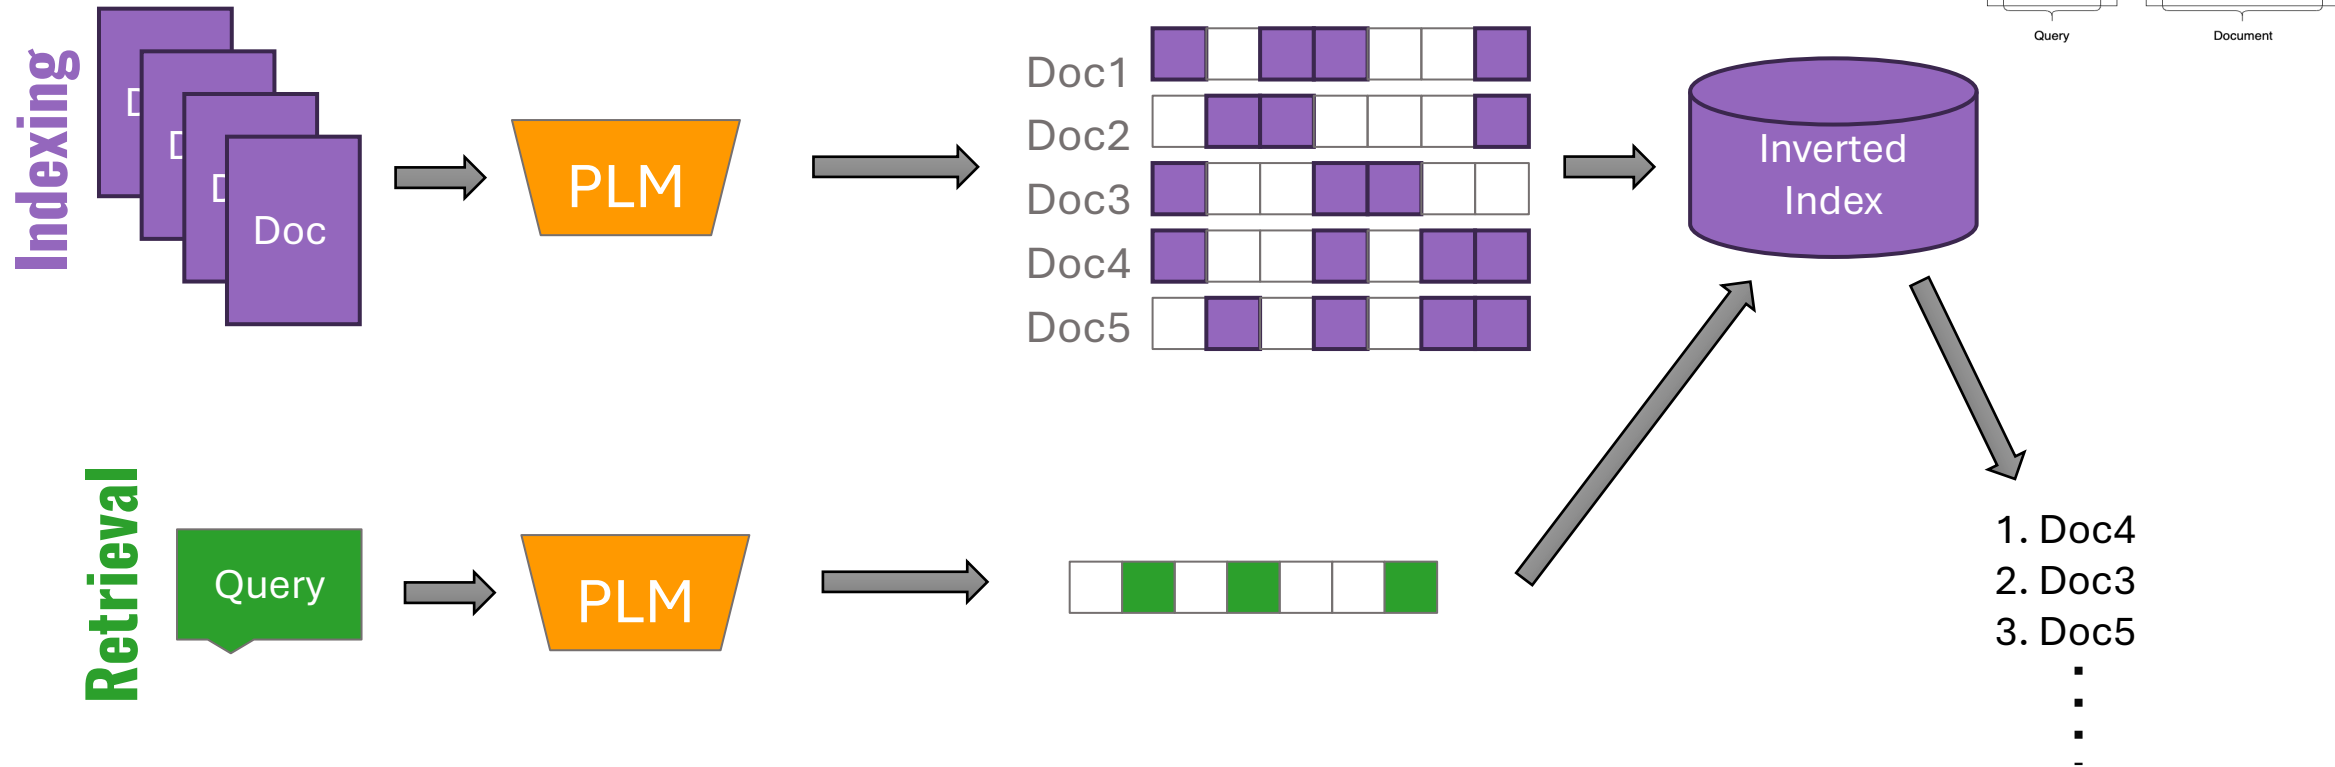 Query
Document
Indexing
D
D
D
Doc
PLM
Doc1
Doc2
Doc3
Doc4
Doc5
Inverted
Index
Retrieval
Query
PLM
1. Doc4
2. Doc3
3. Doc5